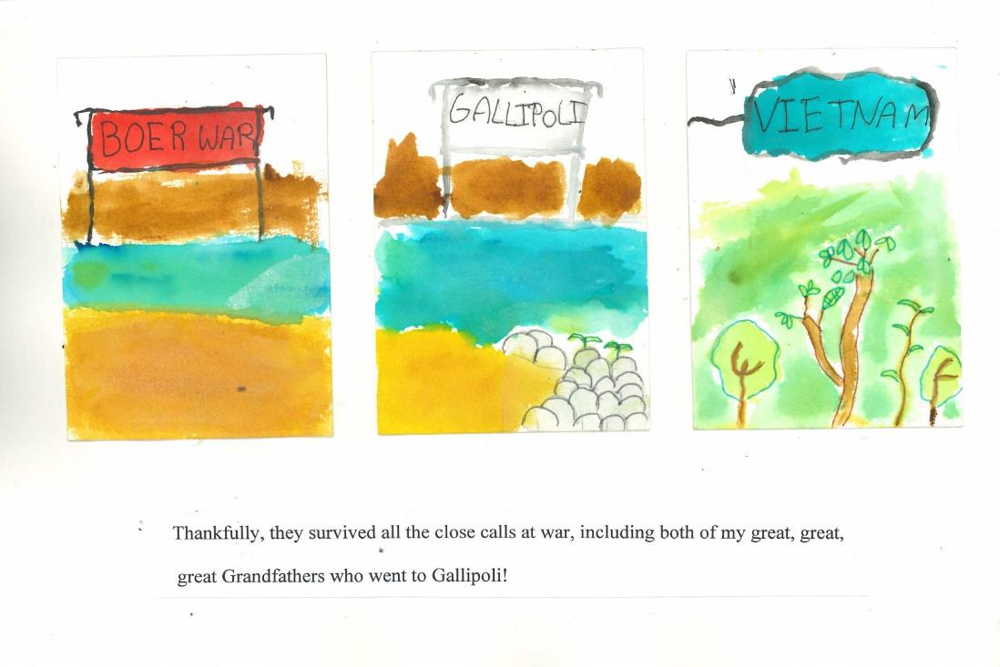 BOER WAR
GALLIPOLI
VIETNAM
Thankfully, they survived all the close calls at war, including both of my great, great,
great Grandfathers who went to Gallipoli!